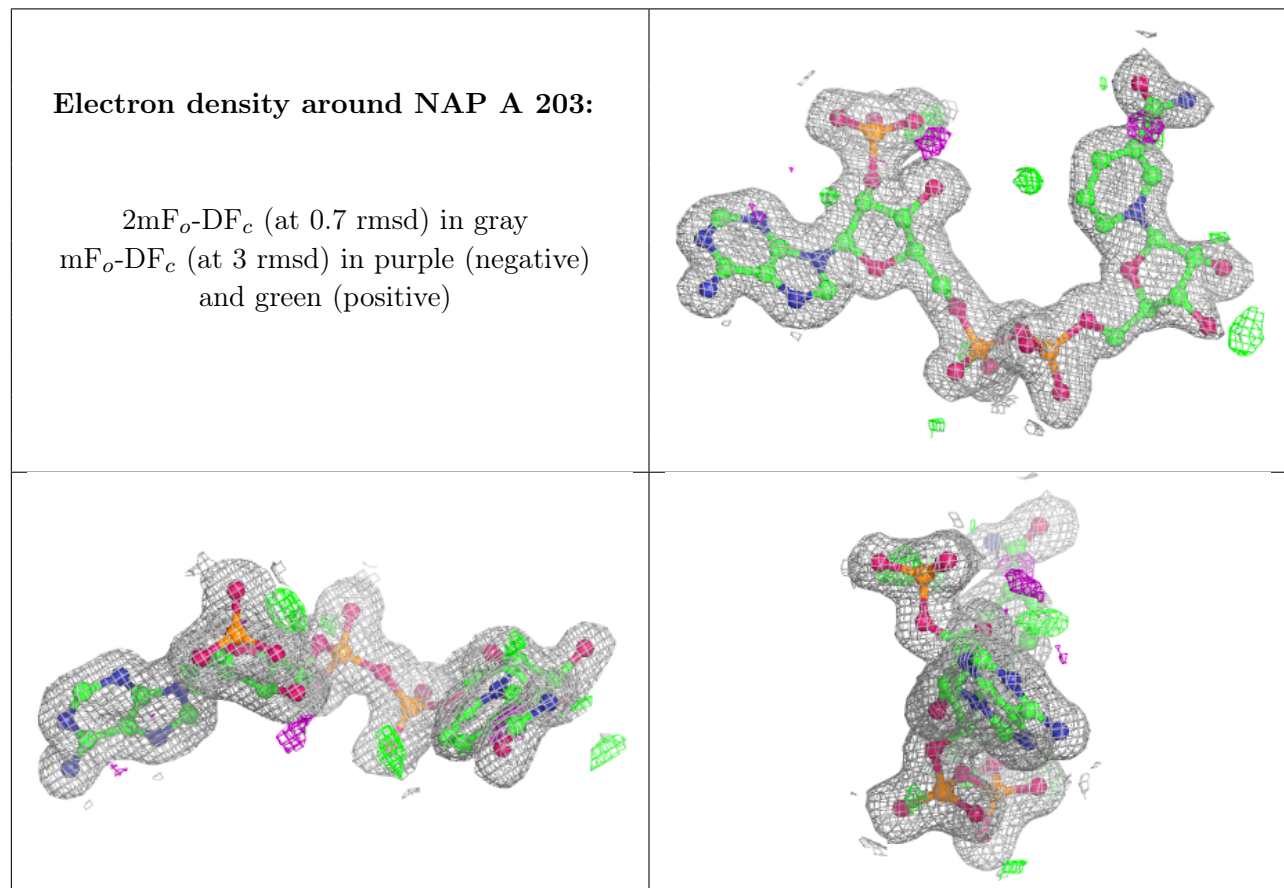 Electron density around NAP A 203:
2mFo-DFc (at 0.7 rmsd) in gray
mFo-DFc (at 3 rmsd) in purple (negative)
and green (positive)